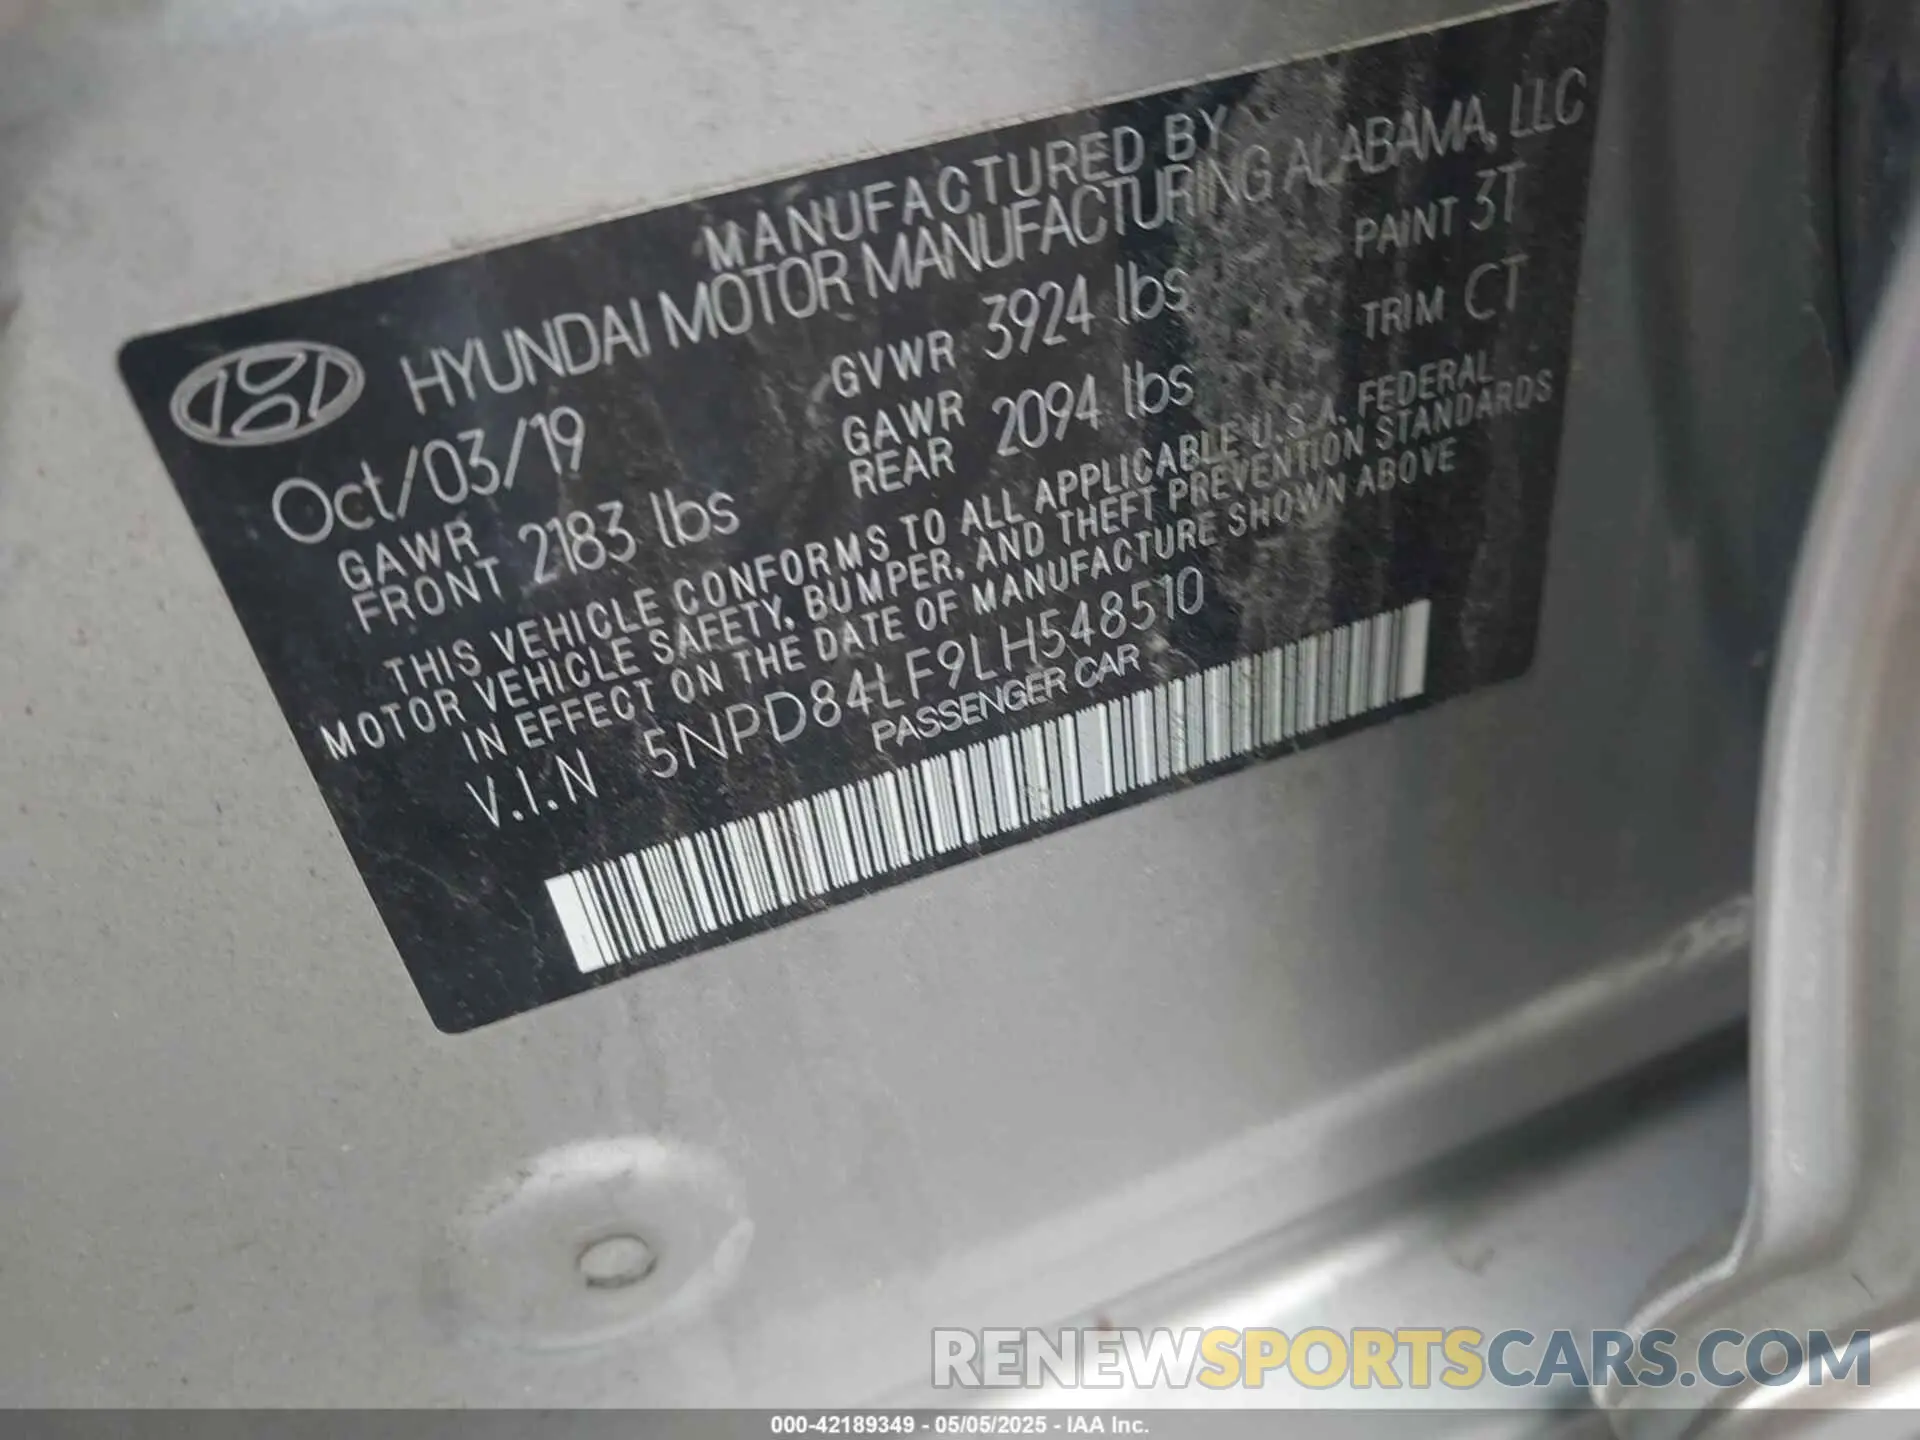 MANUFACTURED BY
HYUNDAI MOTOR MANUFACTURING ALABAMA, LLC
Oct/03/19 GVWR 3924 lbs PAINT 3T
GAWR FRONT 2183 lbs GAWR REAR 2094 lbs TRIM CT
THIS VEHICLE CONFORMS TO ALL APPLICABLE U.S.A. FEDERAL
MOTOR VEHICLE SAFETY, BUMPER, AND THEFT PREVENTION STANDARDS
IN EFFECT ON THE DATE OF MANUFACTURE SHOWN ABOVE
V.I.N 5NPD84LF9LH548510
PASSENGER CAR
RENEWSPORTSCARS.COM
000-42189349 - 05/05/2025 - IAA Inc.